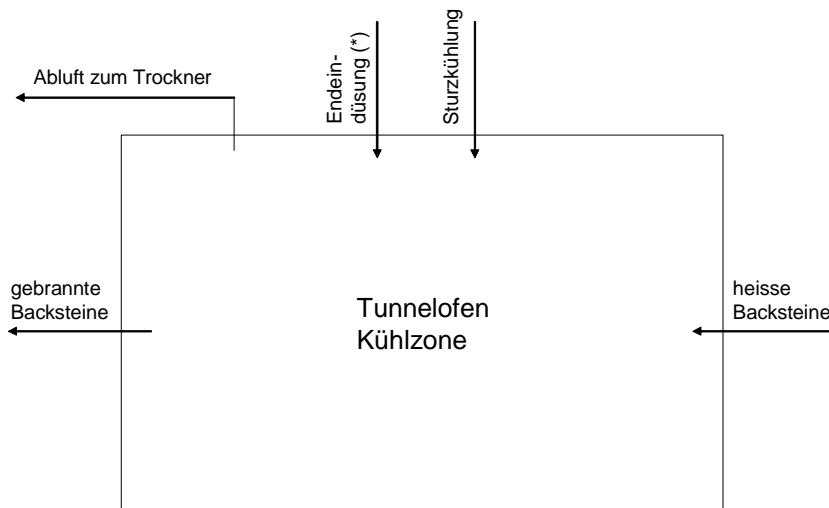 Abluft zum Trockner
Endein-
düsung (*)
Sturzkühlung
gebrannte
Backsteine
Tunnelofen
Kühlzone
heisse
Backsteine